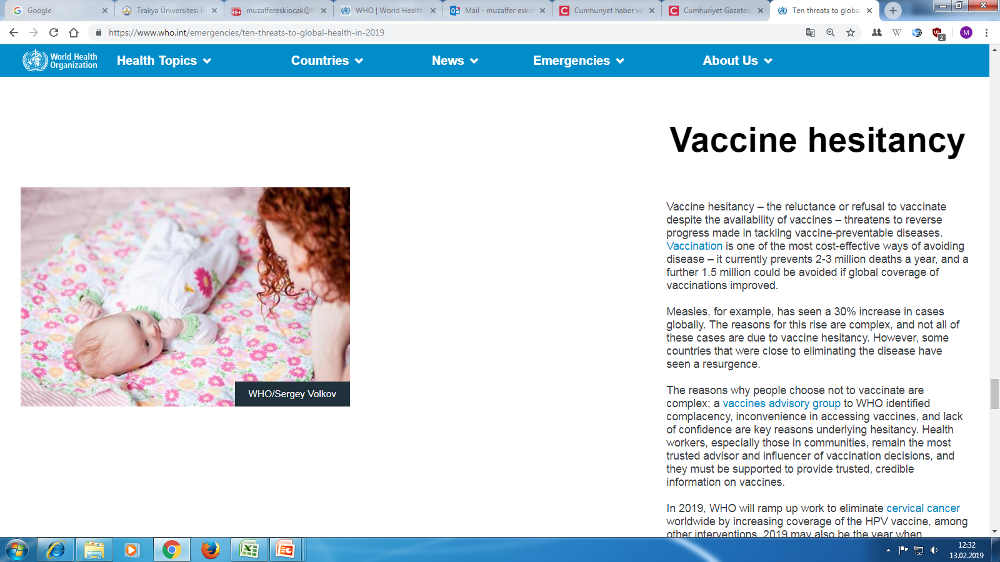 Google
Trakya Üniversitesi R
muzaffereskiocak@tr
WHO | World Health
Mail - muzaffer eskio
Cumhuriyet haber ve
Cumhuriyet Gazetes
Ten threats to global
https://www.who.int/emergencies/ten-threats-to-global-health-in-2019
2
M
World Health
Organization
Health Topics
Countries
News
Emergencies
About Us
Vaccine hesitancy
WHO/Sergey Volkov
Vaccine hesitancy – the reluctance or refusal to vaccinate
despite the availability of vaccines – threatens to reverse
progress made in tackling vaccine-preventable diseases.
Vaccination is one of the most cost-effective ways of avoiding
disease – it currently prevents 2-3 million deaths a year, and a
further 1.5 million could be avoided if global coverage of
vaccinations improved.
Measles, for example, has seen a 30% increase in cases
globally. The reasons for this rise are complex, and not all of
these cases are due to vaccine hesitancy. However, some
countries that were close to eliminating the disease have
seen a resurgence.
The reasons why people choose not to vaccinate are
complex; a vaccines advisory group to WHO identified
complacency, inconvenience in accessing vaccines, and lack
of confidence are key reasons underlying hesitancy. Health
workers, especially those in communities, remain the most
trusted advisor and influencer of vaccination decisions, and
they must be supported to provide trusted, credible
information on vaccines.
In 2019, WHO will ramp up work to eliminate cervical cancer
worldwide by increasing coverage of the HPV vaccine, among
other interventions. 2019 may also be the year when
12:32
13.02.2019